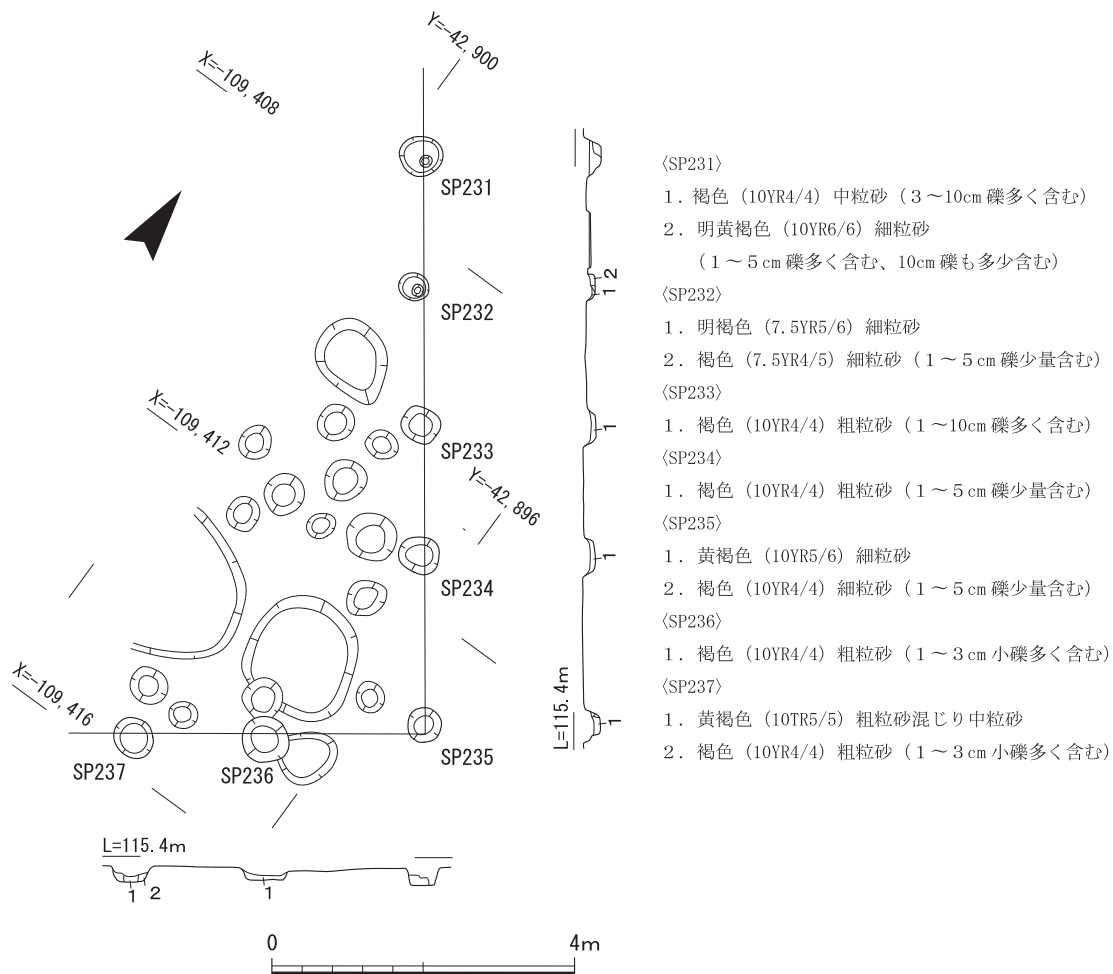 Y=-42,900
X=-109,408
SP231
SP232
X=-109,412
SP233
Y=-42,896
SP234
X=-109,416
SP237
SP236
SP235
2
1
1
1
1
L=115.4m
L=115.4m
1 2
1
0 4m
〈SP231〉
1. 褐色（10YR4/4）中粒砂（３～10cm 礫多く含む）
2. 明黄褐色（10YR6/6）細粒砂
（１～５cm 礫多く含む、10cm 礫も多少含む）
〈SP232〉
1. 明褐色（7.5YR5/6）細粒砂
2. 褐色（7.5YR4/5）細粒砂（１～５cm 礫少量含む）
〈SP233〉
1. 褐色（10YR4/4）粗粒砂（１～10cm 礫多く含む）
〈SP234〉
1. 褐色（10YR4/4）粗粒砂（１～５cm 礫少量含む）
〈SP235〉
1. 黄褐色（10YR5/6）細粒砂
2. 褐色（10YR4/4）細粒砂（１～５cm 礫少量含む）
〈SP236〉
1. 褐色（10YR4/4）粗粒砂（１～３cm 小礫多く含む）
〈SP237〉
1. 黄褐色（10TR5/5）粗粒砂混じり中粒砂
2. 褐色（10YR4/4）粗粒砂（１～３cm 小礫多く含む）